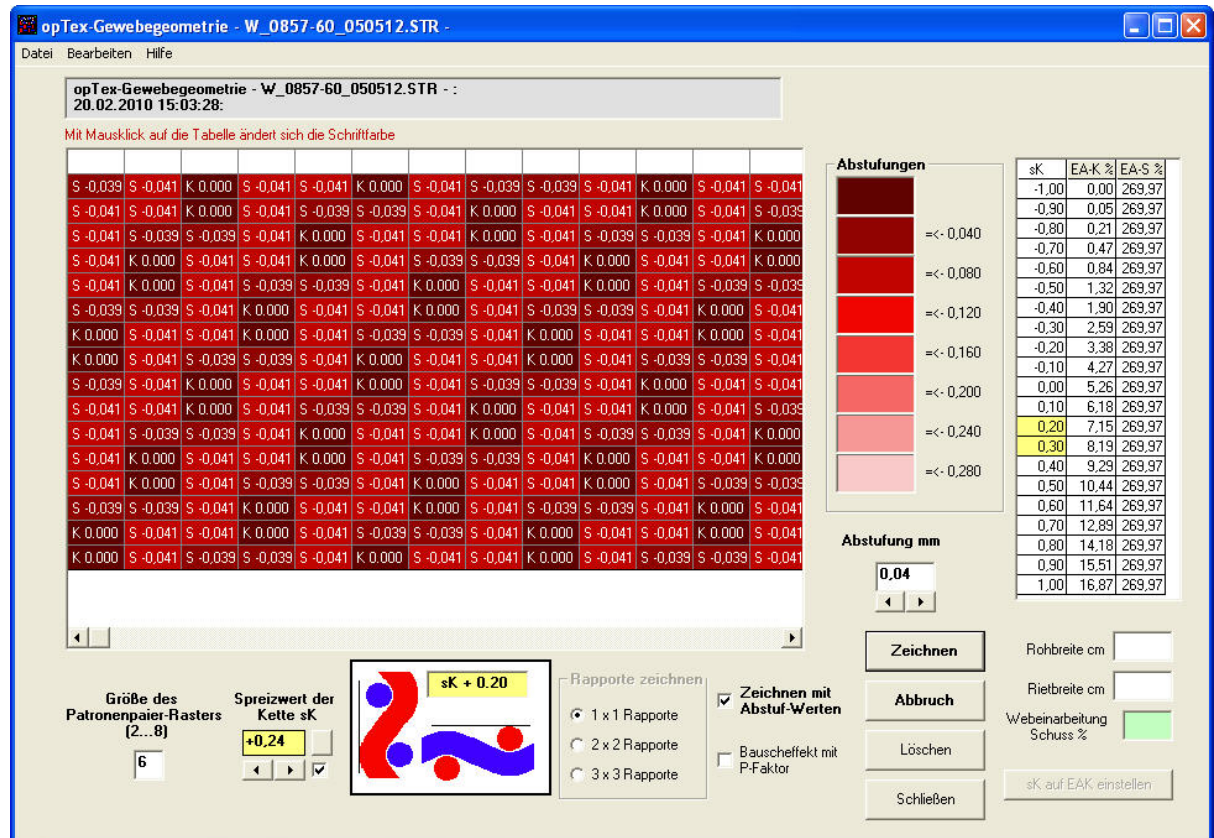 opTex-Gewebegeometrie - W_0857-60_050512.STR -
Datei Bearbeiten Hilfe
opTex-Gewebegeometrie - W_0857-60_050512.STR - :
20.02.2010 15:03:28:
Mit Mausklick auf die Tabelle ändert sich die Schriftfarbe
S -0,039 S -0,041 K 0.000 S -0,041 S -0,041 K 0.000 S -0,041 S -0,039 S -0,039 S -0,041 K 0.000 S -0,041 S -0,041
S -0,041 S -0,041 K 0.000 S -0,041 S -0,039 S -0,039 S -0,041 K 0.000 S -0,041 S -0,041 K 0.000 S -0,041 S -0,039
S -0,041 S -0,039 S -0,039 S -0,041 K 0.000 S -0,041 S -0,041 K 0.000 S -0,041 S -0,039 S -0,039 S -0,041 K 0.000
S -0,041 K 0.000 S -0,041 S -0,041 K 0.000 S -0,041 S -0,039 S -0,039 S -0,041 K 0.000 S -0,041 S -0,041 K 0.000
S -0,041 K 0.000 S -0,041 S -0,039 S -0,039 S -0,041 K 0.000 S -0,041 S -0,041 K 0.000 S -0,041 S -0,039 S -0,039
S -0,039 S -0,039 S -0,041 K 0.000 S -0,041 S -0,041 K 0.000 S -0,041 S -0,039 S -0,039 S -0,041 K 0.000 S -0,041
K 0.000 S -0,041 S -0,041 K 0.000 S -0,041 S -0,039 S -0,039 S -0,041 K 0.000 S -0,041 S -0,041 K 0.000 S -0,041
K 0.000 S -0,041 S -0,039 S -0,039 S -0,041 K 0.000 S -0,041 S -0,041 K 0.000 S -0,041 S -0,039 S -0,039 S -0,041
S -0,039 S -0,041 K 0.000 S -0,041 S -0,041 K 0.000 S -0,041 S -0,039 S -0,039 S -0,041 K 0.000 S -0,041 S -0,041
S -0,041 S -0,041 K 0.000 S -0,041 S -0,039 S -0,039 S -0,041 K 0.000 S -0,041 S -0,041 K 0.000 S -0,041 S -0,039
S -0,041 S -0,039 S -0,039 S -0,041 K 0.000 S -0,041 S -0,041 K 0.000 S -0,041 S -0,039 S -0,039 S -0,041 K 0.000
S -0,041 K 0.000 S -0,041 S -0,041 K 0.000 S -0,041 S -0,039 S -0,039 S -0,041 K 0.000 S -0,041 S -0,041 K 0.000
S -0,041 K 0.000 S -0,041 S -0,039 S -0,039 S -0,041 K 0.000 S -0,041 S -0,041 K 0.000 S -0,041 S -0,039 S -0,039
S -0,039 S -0,039 S -0,041 K 0.000 S -0,041 S -0,041 K 0.000 S -0,041 S -0,039 S -0,039 S -0,041 K 0.000 S -0,041
K 0.000 S -0,041 S -0,041 K 0.000 S -0,041 S -0,039 S -0,039 S -0,041 K 0.000 S -0,041 S -0,041 K 0.000 S -0,041
K 0.000 S -0,041 S -0,039 S -0,039 S -0,041 K 0.000 S -0,041 S -0,041 K 0.000 S -0,041 S -0,039 S -0,039 S -0,041
Abstufungen
=<- 0,040
=<- 0,080
=<- 0,120
=<- 0,160
=<- 0,200
=<- 0,240
=<- 0,280
Abstufung mm
0,04
sK EA-K % EA-S %
-1,00 0,00 269,97
-0,90 0,05 269,97
-0,80 0,21 269,97
-0,70 0,47 269,97
-0,60 0,84 269,97
-0,50 1,32 269,97
-0,40 1,90 269,97
-0,30 2,59 269,97
-0,20 3,38 269,97
-0,10 4,27 269,97
0,00 5,26 269,97
0,10 6,18 269,97
0,20 7,15 269,97
0,30 8,19 269,97
0,40 9,29 269,97
0,50 10,44 269,97
0,60 11,64 269,97
0,70 12,89 269,97
0,80 14,18 269,97
0,90 15,51 269,97
1,00 16,87 269,97
Größe des
Patronenpaier-Rasters
(2...8)
6
Spreizwert der
Kette sK
+0,24
sK + 0.20
Rapporte zeichnen
1 x 1 Rapporte
2 x 2 Rapporte
3 x 3 Rapporte
Zeichnen mit
Abstuf-Werten
Bauscheffekt mit
P-Faktor
Zeichnen
Abbruch
Löschen
Schließen
Rohbreite cm
Rietbreite cm
Webeinarbeitung
Schuss %
sK auf EAK einstellen